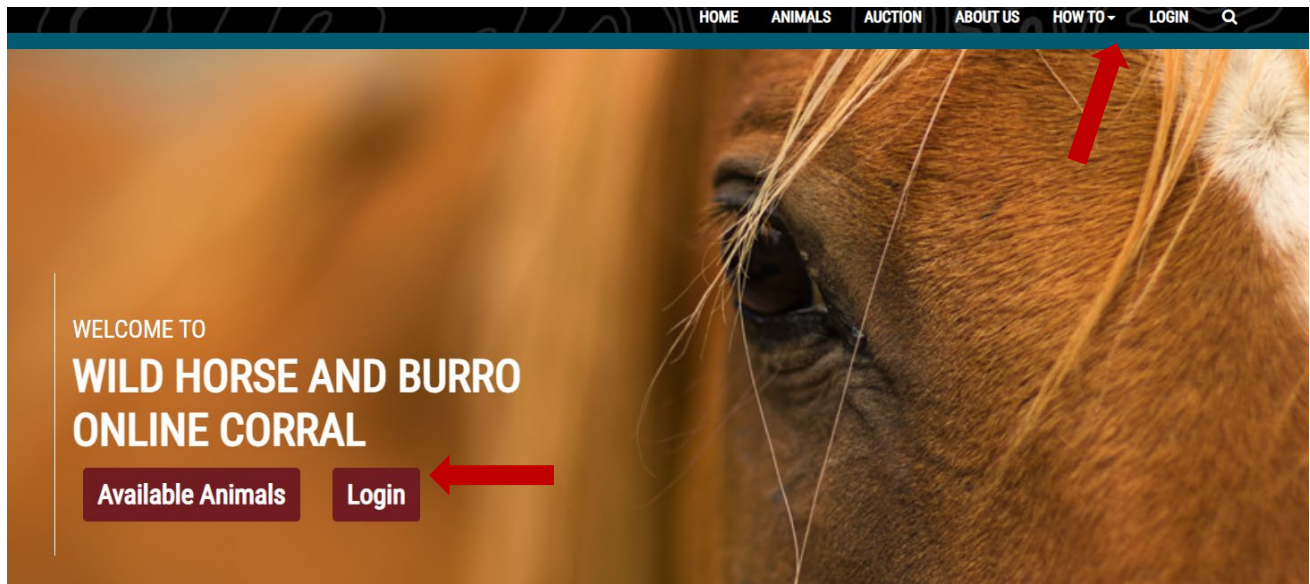 HOME ANIMALS AUCTION ABOUT US HOW TO LOGIN
WELCOME TO
WILD HORSE AND BURRO
ONLINE CORRAL
Available Animals Login